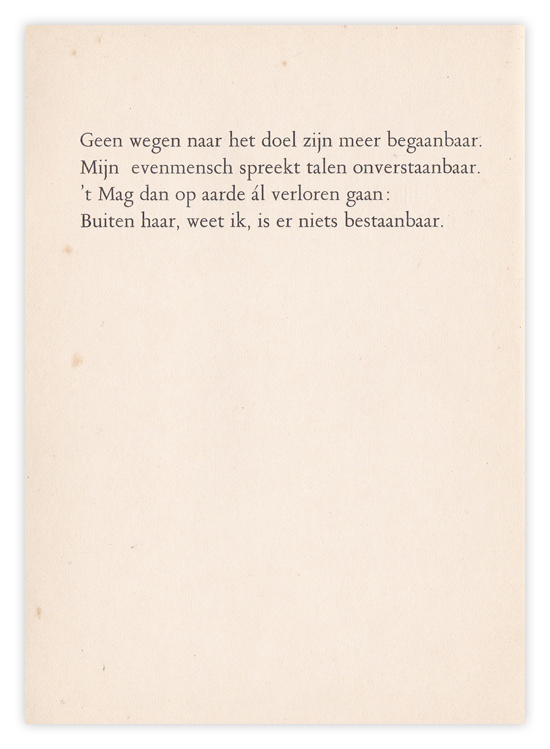 Geen wegen naar het doel zijn meer begaanbaar.
Mijn evenmensch spreekt talen onverstaanbaar.
’t Mag dan op aarde ál verloren gaan:
Buiten haar, weet ik, is er niets bestaanbaar.